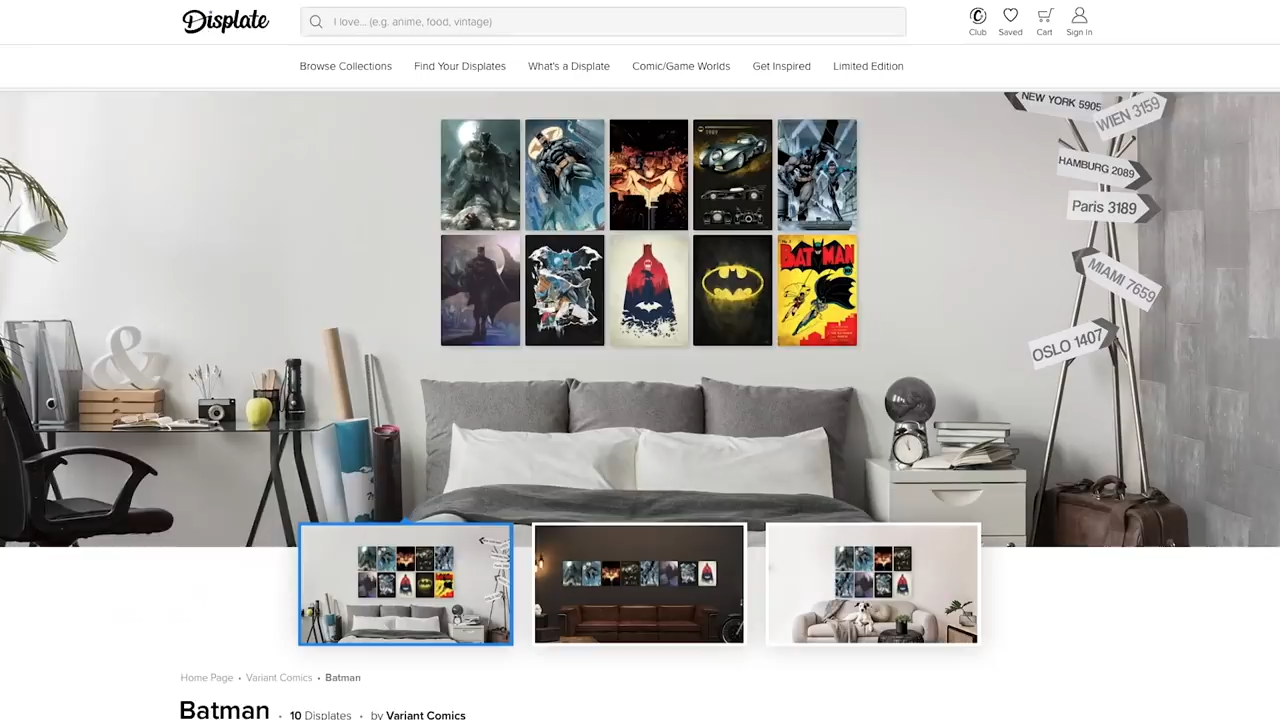 Displate
I love... (e.g. anime, food, vintage)
Club
Saved
Cart
Sign In
Browse Collections
Find Your Displates
What's a Displate
Comic/Game Worlds
Get Inspired
Limited Edition
NEW YORK 5905
WIEN 3159
HAMBURG 2089
Paris 3189
MIAMI 7659
OSLO 1407
1989
BATMAN
&
Home Page • Variant Comics • Batman
Batman • 10 Displates • by Variant Comics